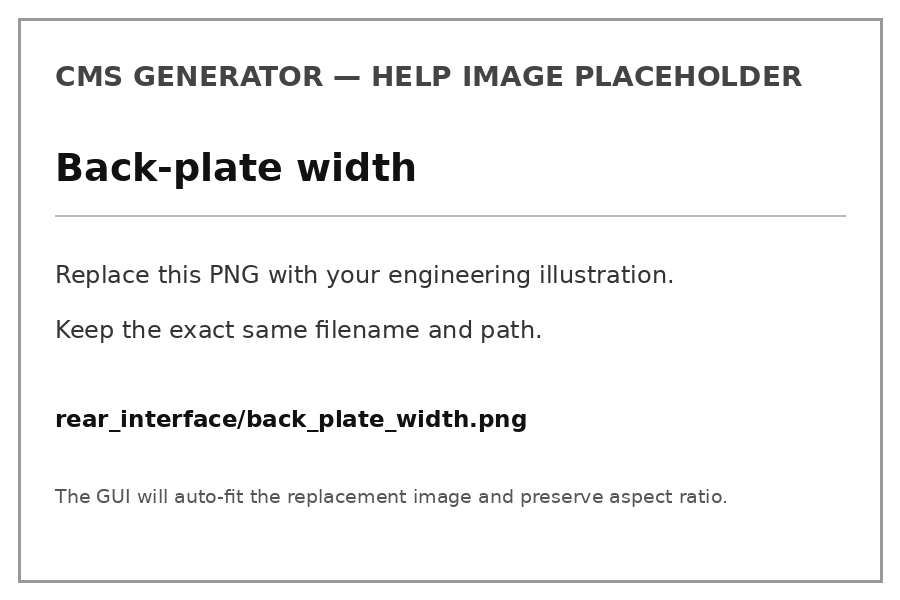 CMS GENERATOR — HELP IMAGE PLACEHOLDER
Back-plate width
Replace this PNG with your engineering illustration.
Keep the exact same filename and path.
rear_interface/back_plate_width.png
The GUI will auto-fit the replacement image and preserve aspect ratio.